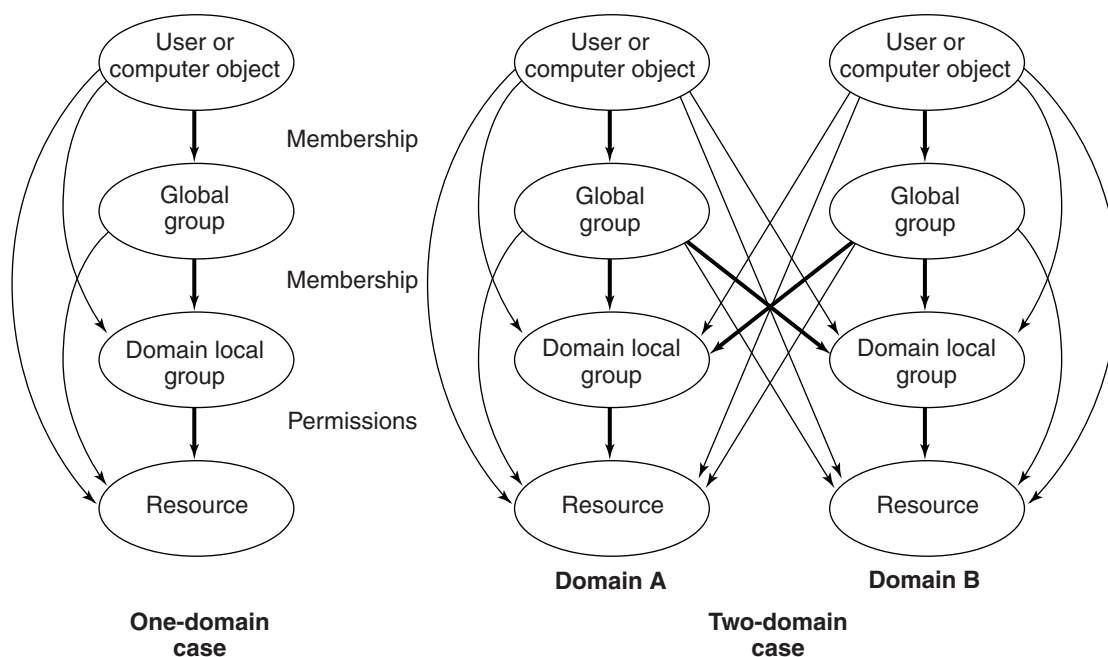 User or
computer object
Membership
Global
group
Membership
Domain local
group
Permissions
Resource
One-domain
case
User or
computer object
Global
group
Domain local
group
Resource
Domain A
User or
computer object
Global
group
Domain local
group
Resource
Domain B
Two-domain
case